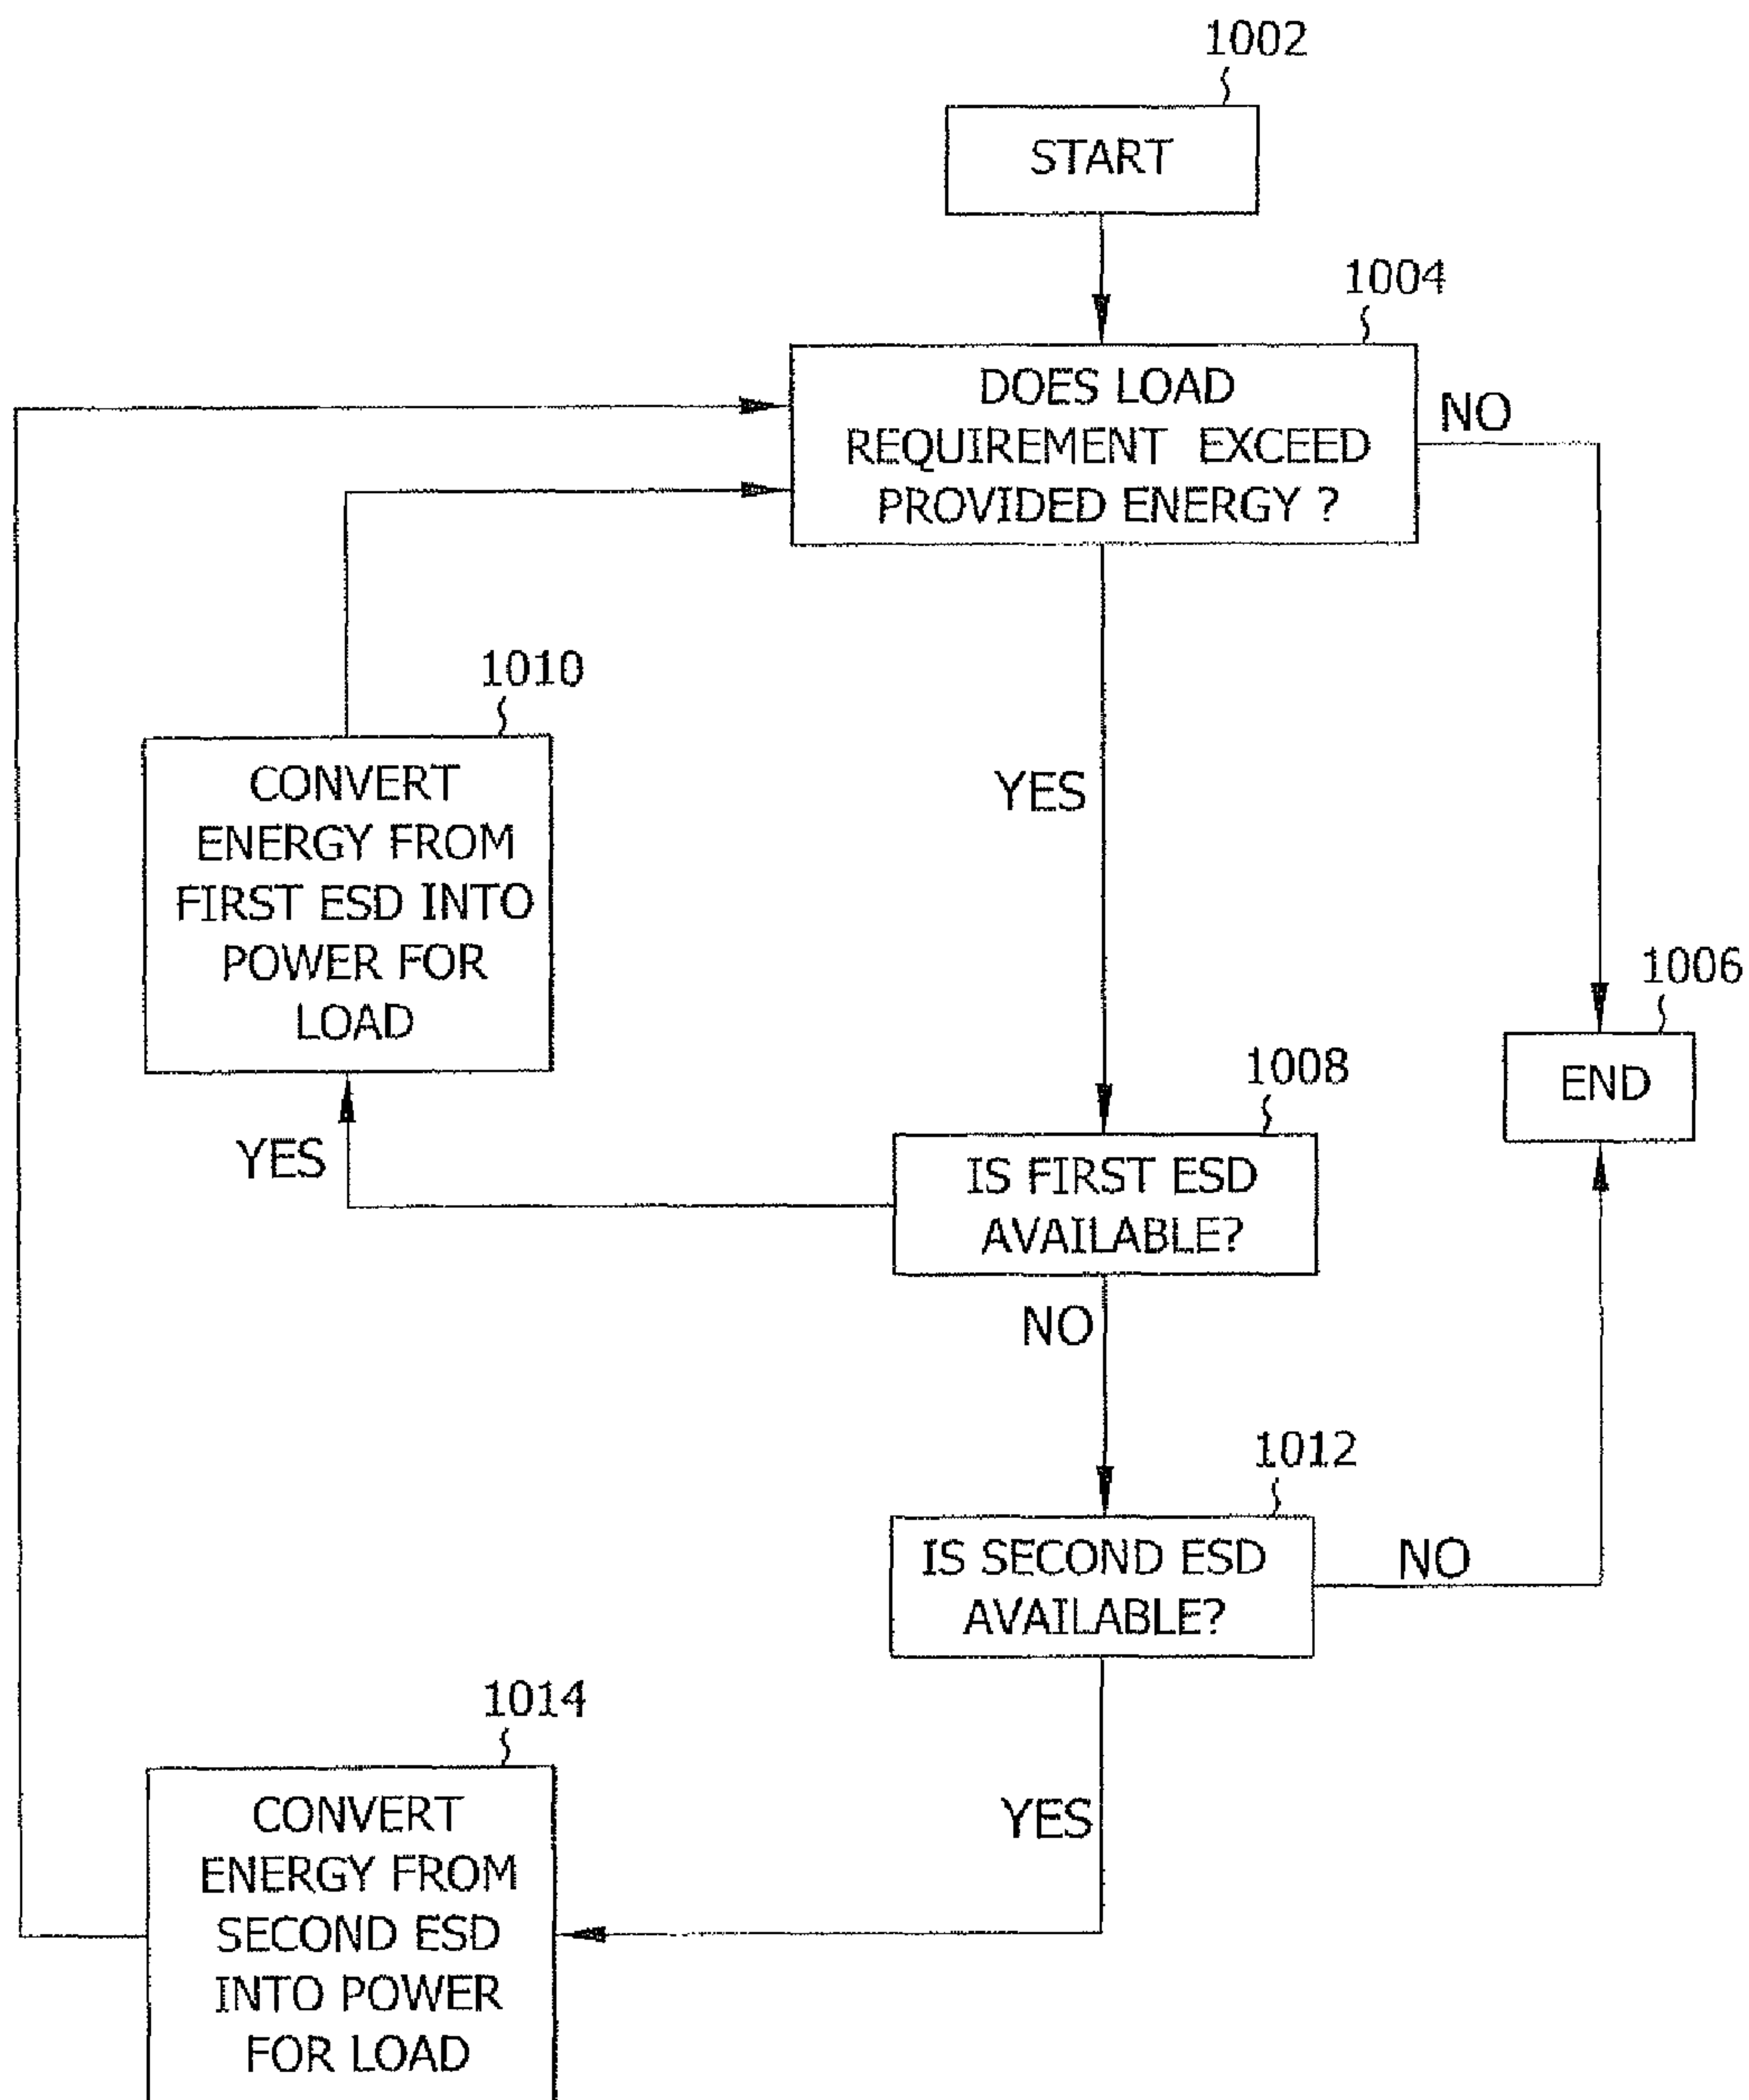 1002
START
1004
DOES LOAD
REQUIREMENT EXCEED
PROVIDED ENERGY ?
NO
1010
CONVERT
ENERGY FROM
FIRST ESD INTO
POWER FOR
LOAD
YES
1006
END
1008
IS FIRST ESD
AVAILABLE?
YES
NO
1012
IS SECOND ESD
AVAILABLE?
NO
1014
CONVERT
ENERGY FROM
SECOND ESD
INTO POWER
FOR LOAD
YES